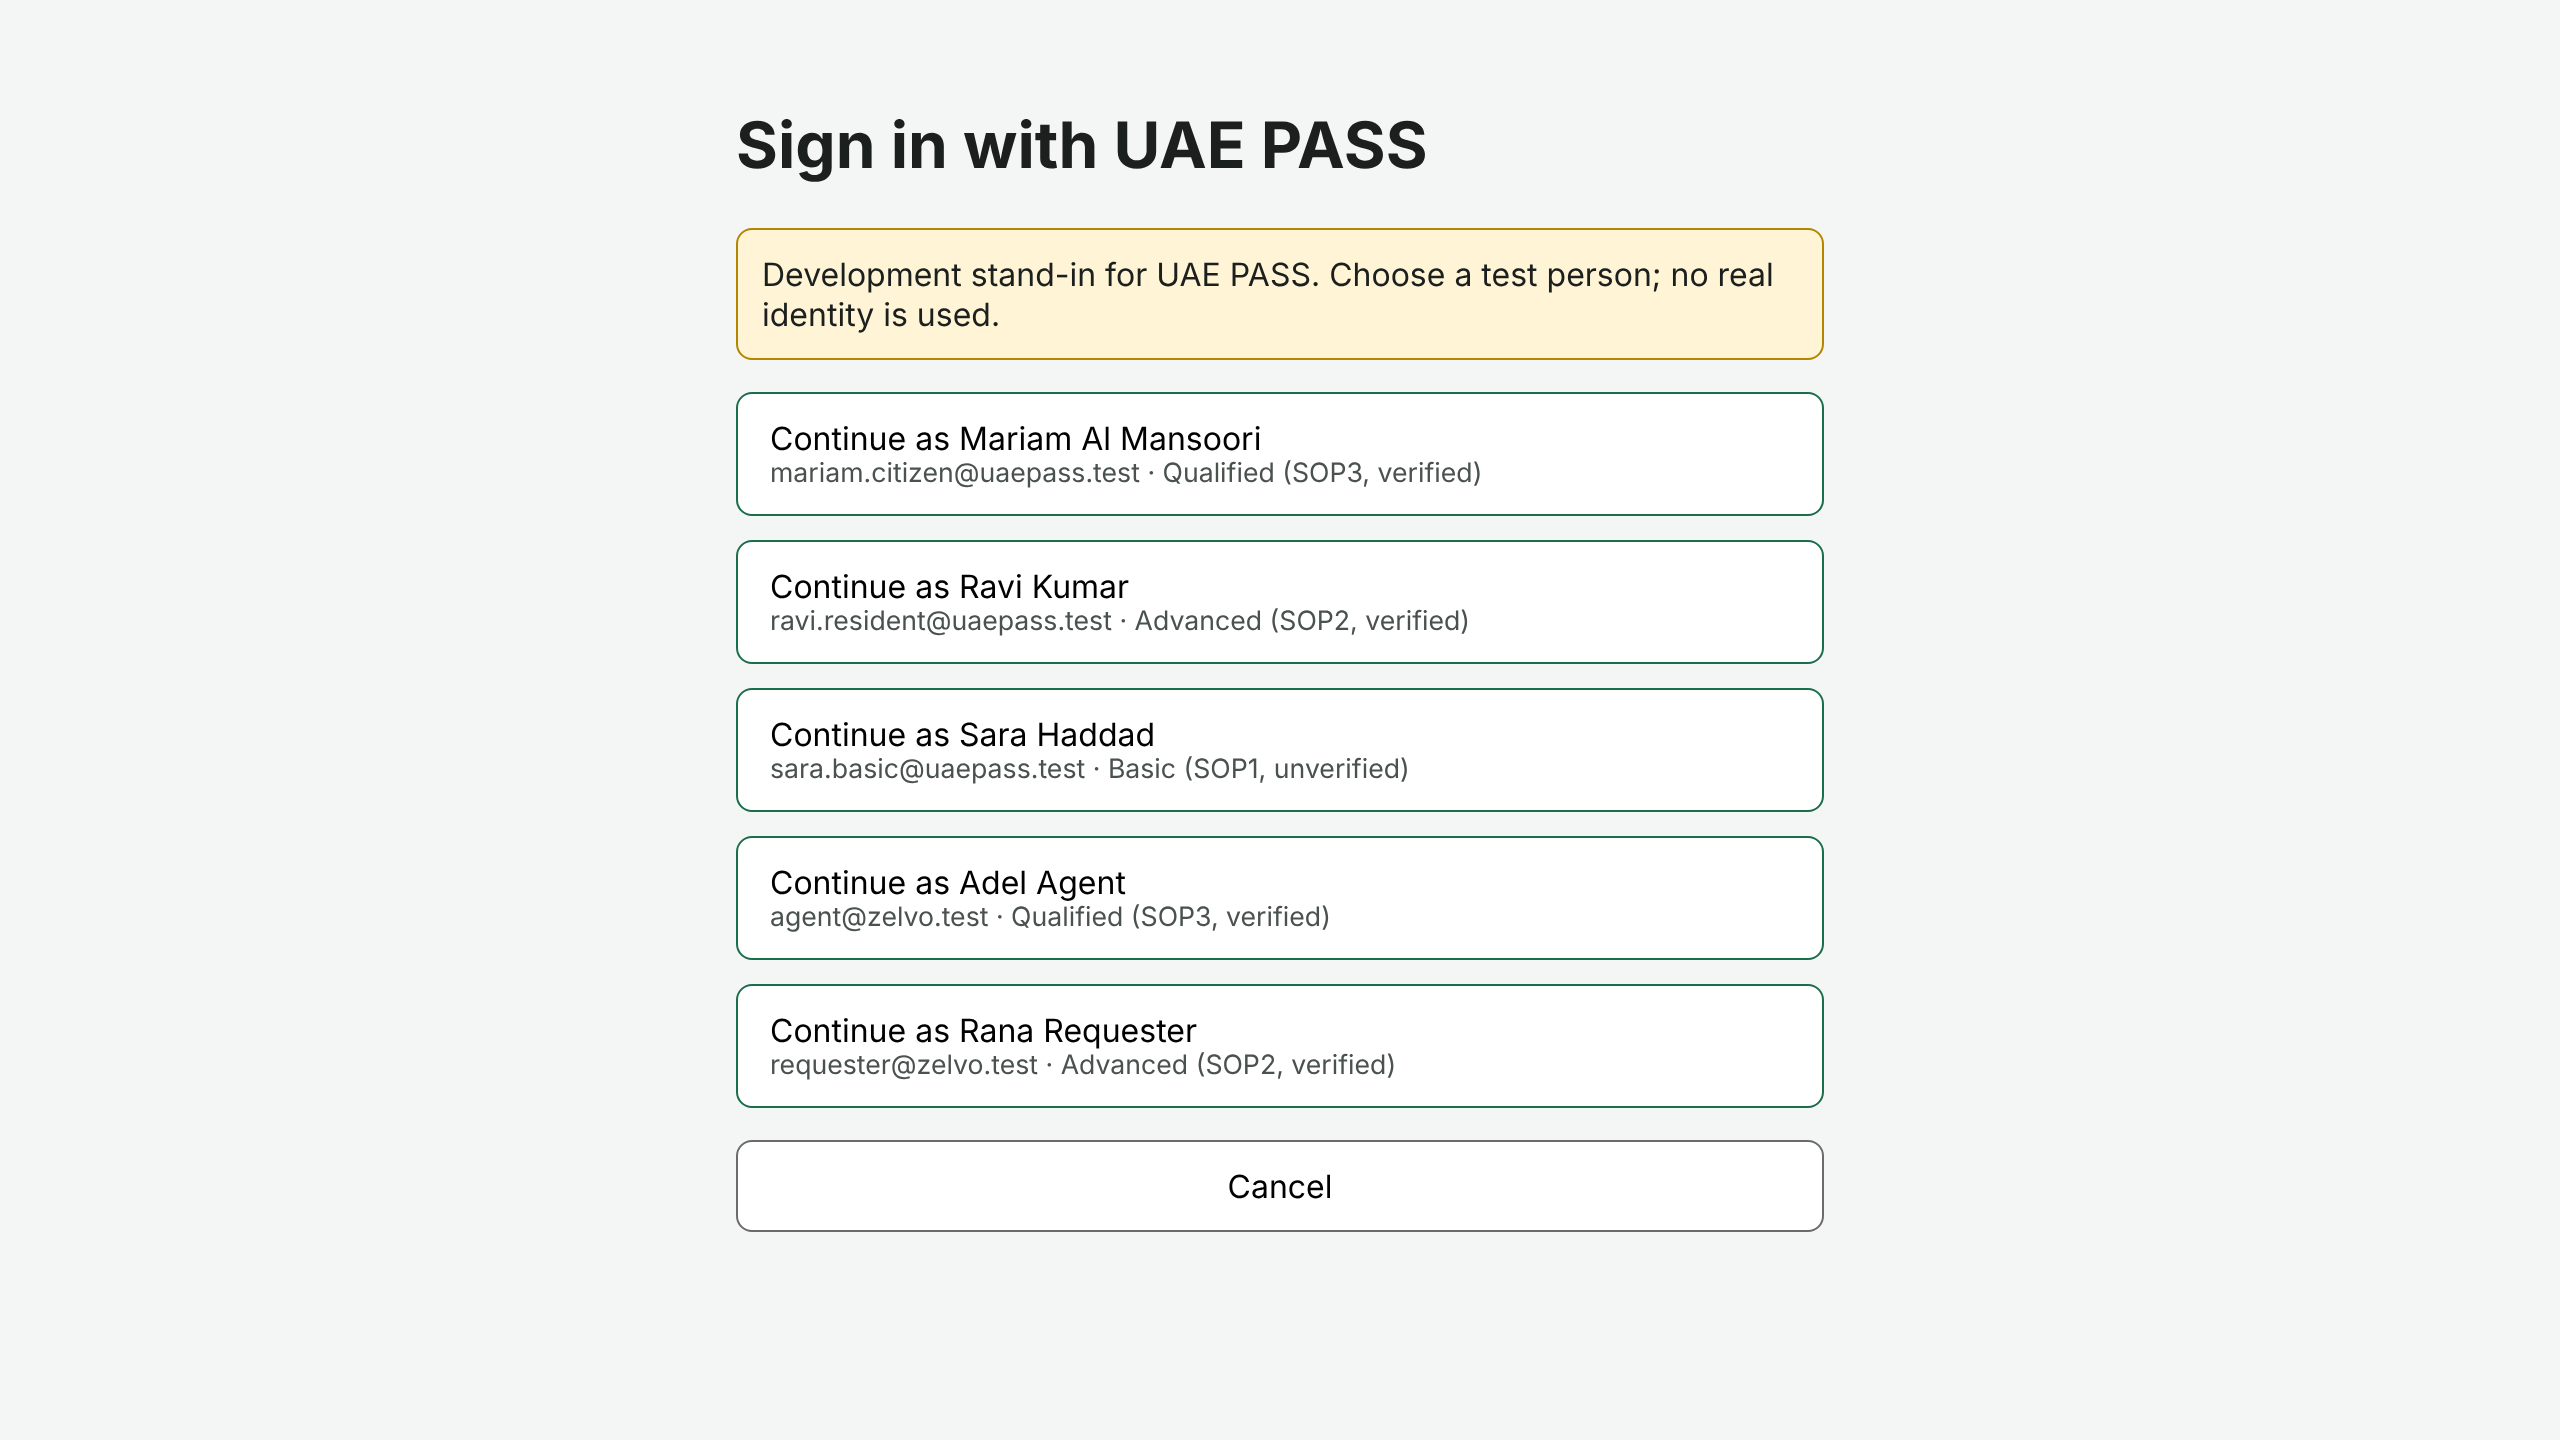 Sign in with UAE PASS
Development stand-in for UAE PASS. Choose a test person; no real
identity is used.
Continue as Mariam Al Mansoori
mariam.citizen@uaepass.test · Qualified (SOP3, verified)
Continue as Ravi Kumar
ravi.resident@uaepass.test · Advanced (SOP2, verified)
Continue as Sara Haddad
sara.basic@uaepass.test · Basic (SOP1, unverified)
Continue as Adel Agent
agent@zelvo.test · Qualified (SOP3, verified)
Continue as Rana Requester
requester@zelvo.test · Advanced (SOP2, verified)
Cancel